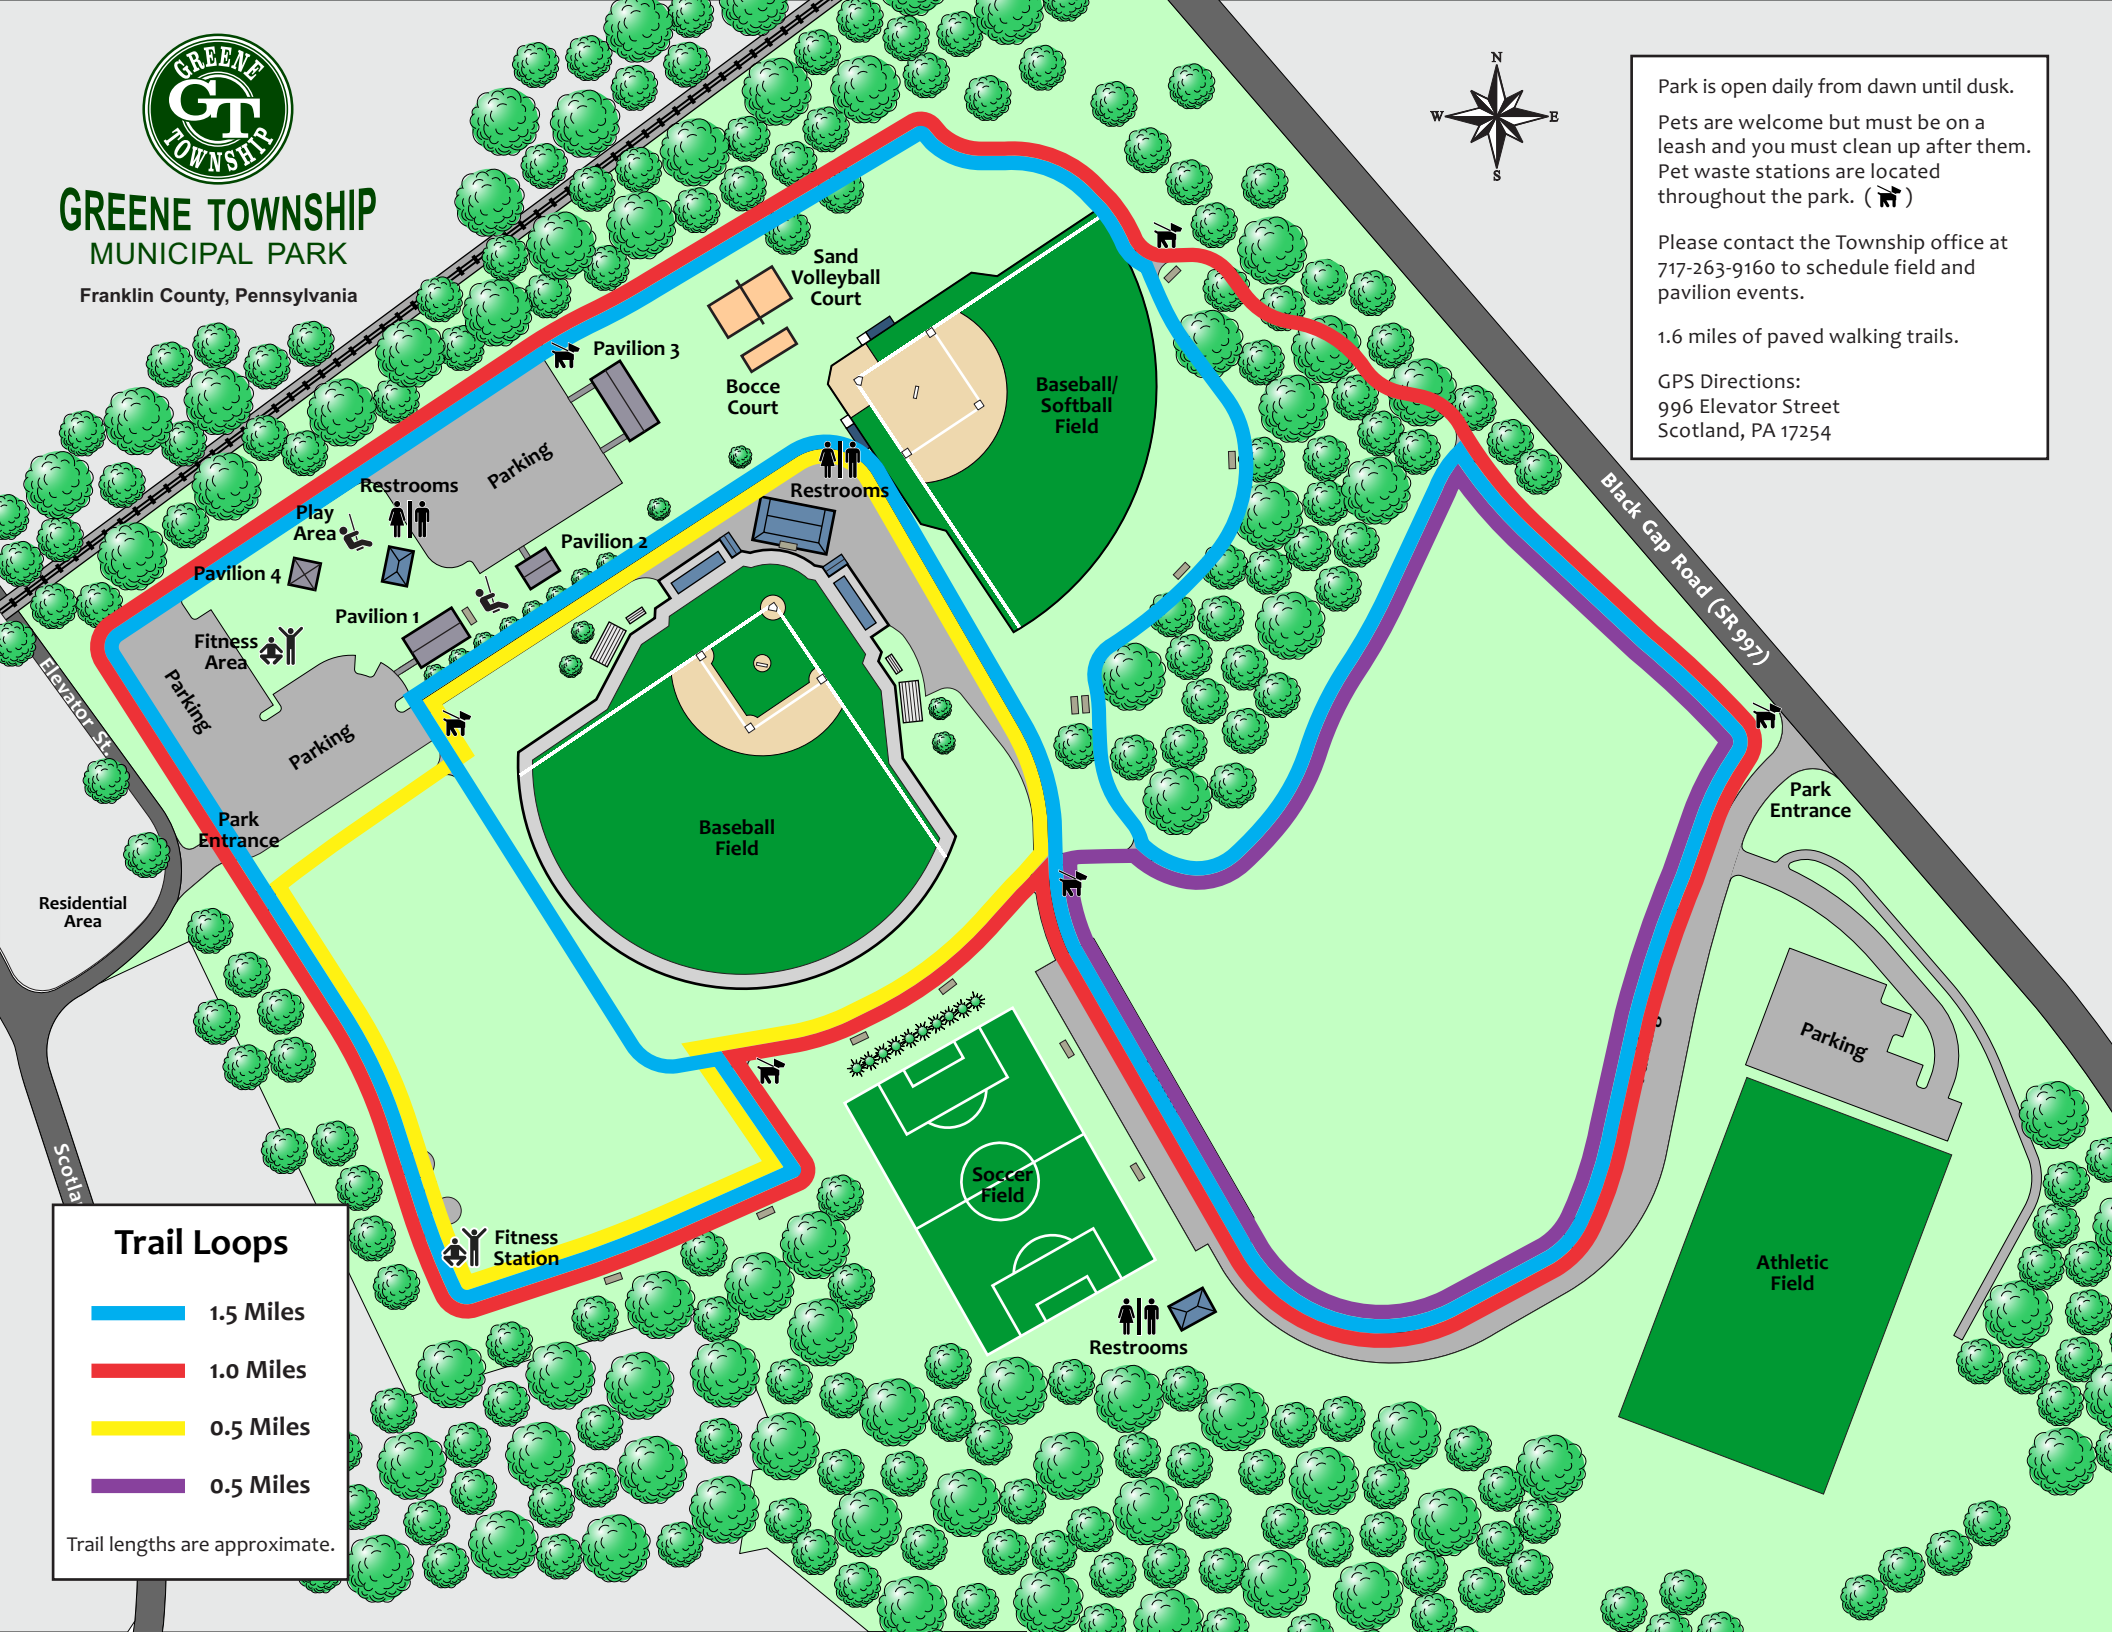 GREENE
GT
TOWNSHIP
GREENE TOWNSHIP
MUNICIPAL PARK
Franklin County, Pennsylvania
N
W
E
S
Park is open daily from dawn until dusk.
Pets are welcome but must be on a
leash and you must clean up after them.
Pet waste stations are located
throughout the park. ( )
Please contact the Township office at
717-263-9160 to schedule field and
pavilion events.
1.6 miles of paved walking trails.
GPS Directions:
996 Elevator Street
Scotland, PA 17254
Sand
Volleyball
Court
Pavilion 3
Bocce
Court
Baseball/
Softball
Field
Parking
Restrooms
Restrooms
Play
Area
Pavilion 2
Pavilion 4
Pavilion 1
Fitness
Area
Elevator St.
Parking
Parking
Black Gap Road (SR 997)
Park
Entrance
Park
Entrance
Baseball
Field
Residential
Area
Parking
Soccer
Field
Scotla
Fitness
Station
Athletic
Field
Restrooms
Trail Loops
1.5 Miles
1.0 Miles
0.5 Miles
0.5 Miles
Trail lengths are approximate.